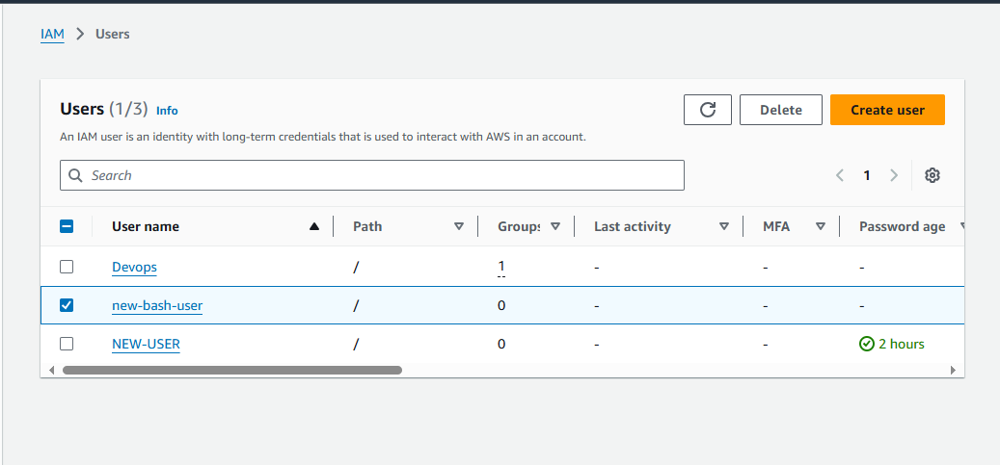 IAM > Users
Users (1/3) Info
Delete
Create user
An IAM user is an identity with long-term credentials that is used to interact with AWS in an account.
Search
1
User name Path Groups Last activity MFA Password age
Devops / 1 - - -
new-bash-user / 0 - - -
NEW-USER / 0 - - 2 hours